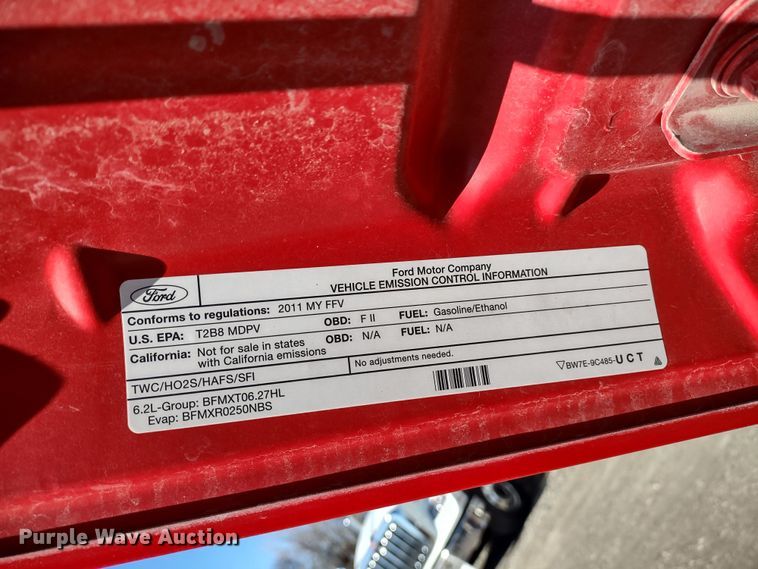 Ford
Ford Motor Company
VEHICLE EMISSION CONTROL INFORMATION
Conforms to regulations: 2011 MY FFV
U.S. EPA: T2B8 MDPV OBD: F II FUEL: Gasoline/Ethanol
California: Not for sale in states with California emissions OBD: N/A FUEL: N/A
TWC/HO2S/HAFS/SFI
No adjustments needed.
6.2L-Group: BFMXT06.27HL
Evap: BFMXR0250NBS
BW7E-9C485-UCT
Purple Wave Auction